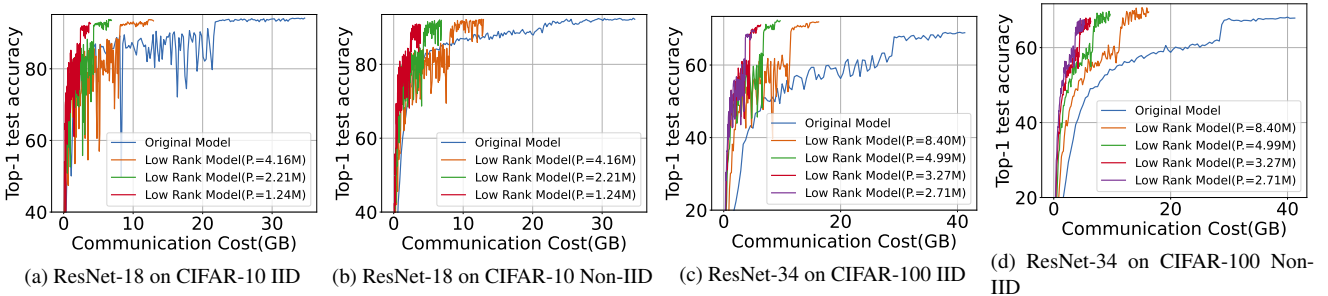 Top-1 test accuracy
80
60
40
0
10
20
30
Communication Cost(GB)
Original Model
Low Rank Model(P.=4.16M)
Low Rank Model(P.=2.21M)
Low Rank Model(P.=1.24M)
(a) ResNet-18 on CIFAR-10 IID
Top-1 test accuracy
80
60
40
0
10
20
30
Communication Cost(GB)
Original Model
Low Rank Model(P.=4.16M)
Low Rank Model(P.=2.21M)
Low Rank Model(P.=1.24M)
(b) ResNet-18 on CIFAR-10 Non-IID
Top-1 test accuracy
60
40
20
0
20
40
Communication Cost(GB)
Original Model
Low Rank Model(P.=8.40M)
Low Rank Model(P.=4.99M)
Low Rank Model(P.=3.27M)
Low Rank Model(P.=2.71M)
(c) ResNet-34 on CIFAR-100 IID
Top-1 test accuracy
60
40
20
0
10
20
30
40
Communication Cost(GB)
Original Model
Low Rank Model(P.=8.40M)
Low Rank Model(P.=4.99M)
Low Rank Model(P.=3.27M)
Low Rank Model(P.=2.71M)
(d) ResNet-34 on CIFAR-100 Non-
IID